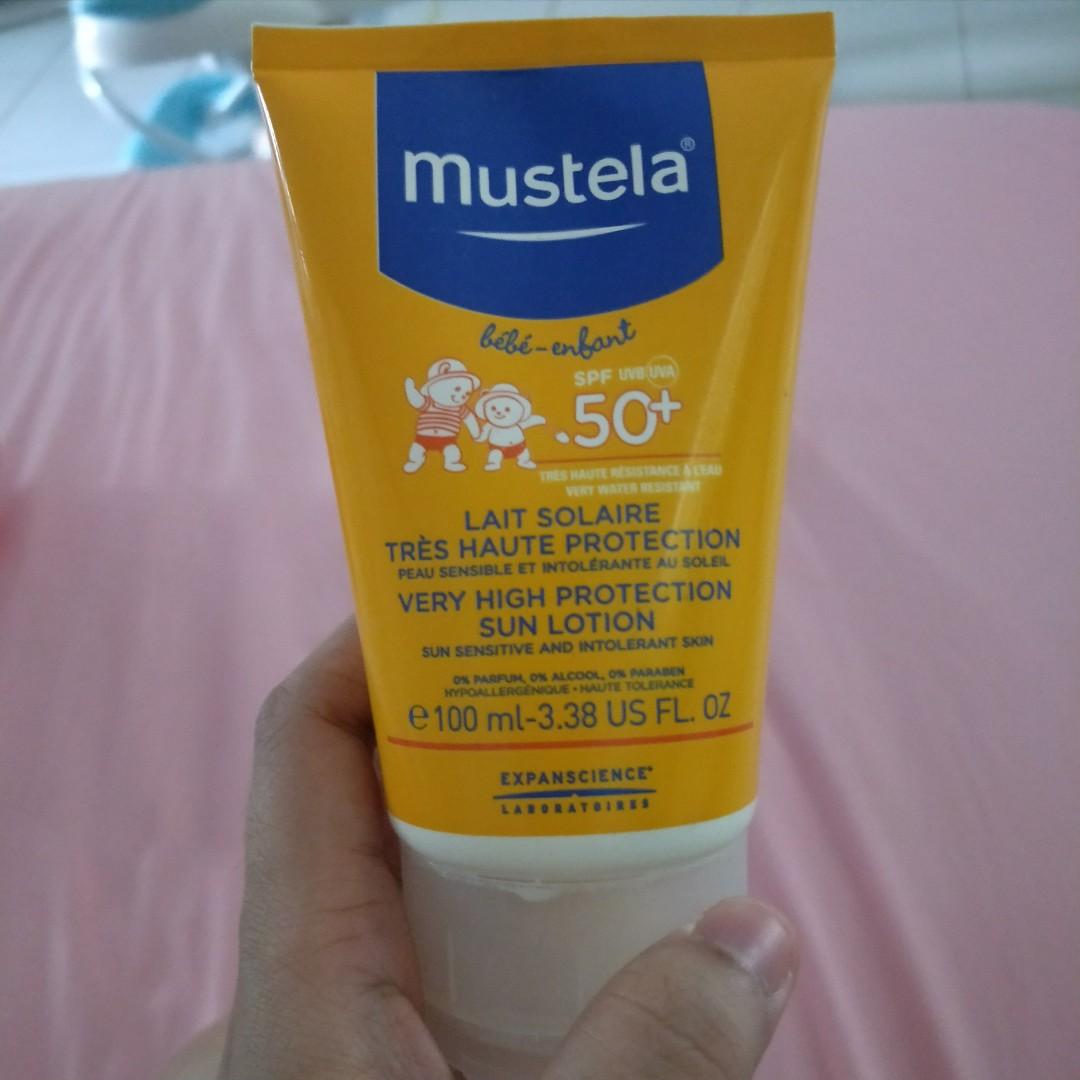 mustela®
bébé-enfant
SPF UVB UVA
50+
TRÈS HAUTE RÉSISTANCE À L'EAU
VERY WATER RESISTANT
LAIT SOLAIRE
TRÈS HAUTE PROTECTION
PEAU SENSIBLE ET INTOLÉRANTE AU SOLEIL
VERY HIGH PROTECTION
SUN LOTION
SUN SENSITIVE AND INTOLERANT SKIN
0% PARFUM, 0% ALCOOL, 0% PARABEN
HYPOALLERGÉNIQUE • HAUTE TOLERANCE
e 100 ml-3.38 US FL. OZ
EXPANSCIENCE
LABORATOIRES